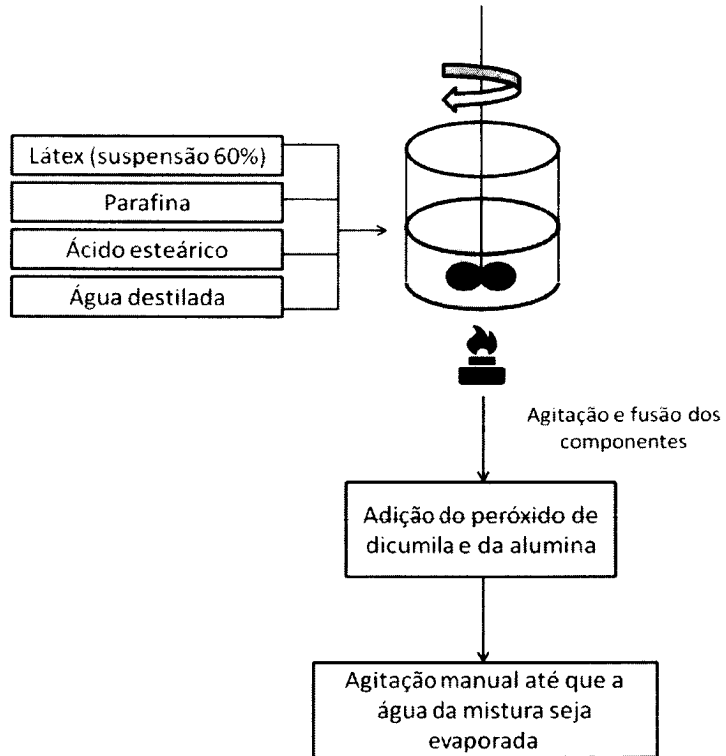 Látex (suspensão 60%)
Parafina
Ácido esteárico
Água destilada
Agitação e fusão dos
componentes
Adição do peróxido de
dicumila e da alumina
Agitação manual até que a
água da mistura seja
evaporada